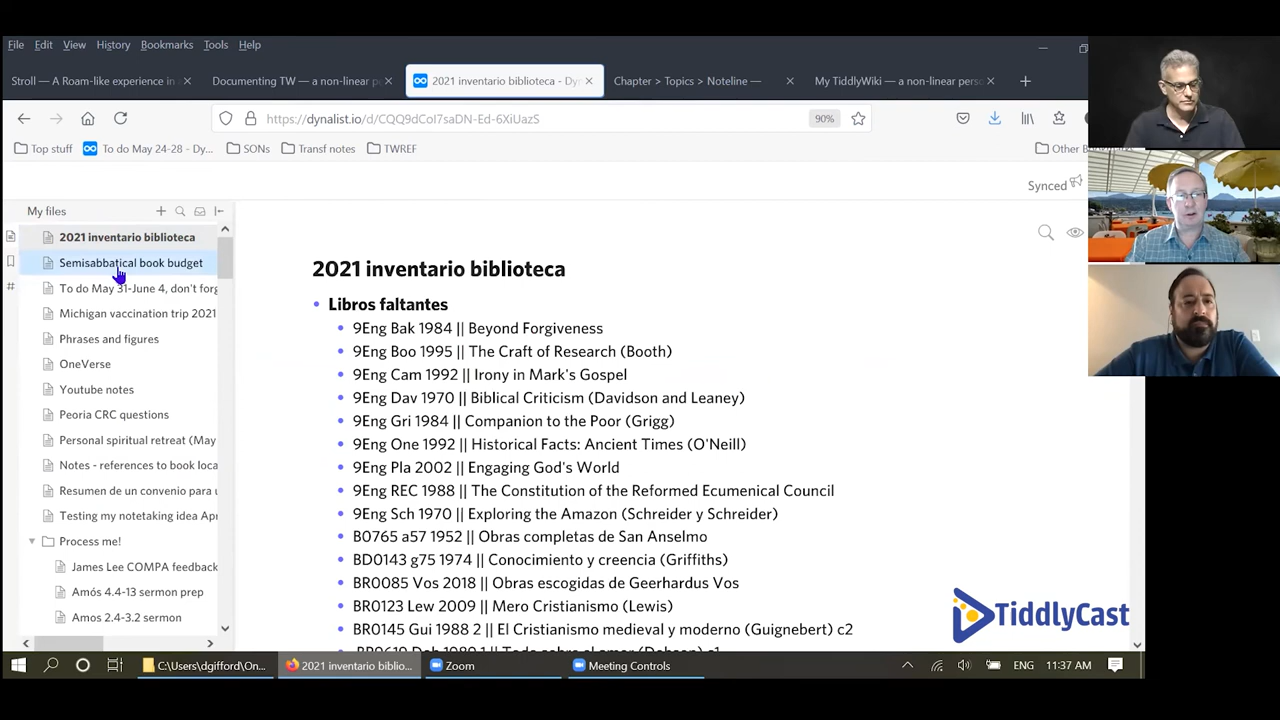 File Edit View History Bookmarks Tools Help
Stroll — A Roam-like experience in
Documenting TW — a non-linear pe
2021 inventario biblioteca - Dyn
Chapter > Topics > Noteline —
My TiddlyWiki — a non-linear perso
https://dynalist.io/d/CQQ9dCoI7saDN-Ed-6XiUazS
90%
Top stuff
To do May 24-28 - Dy...
SONs
Transf notes
TWREF
Other Bookmarks
Synced
My files
2021 inventario biblioteca
Semisabbatical book budget
To do May 31-June 4, don't forg
Michigan vaccination trip 2021
Phrases and figures
OneVerse
Youtube notes
Peoria CRC questions
Personal spiritual retreat (May
Notes - references to book loca
Resumen de un convenio para u
Testing my notetaking idea Apr
Process me!
James Lee COMPA feedback
Amós 4.4-13 sermon prep
Amos 2.4-3.2 sermon
2021 inventario biblioteca
Libros faltantes
9Eng Bak 1984 || Beyond Forgiveness
9Eng Boo 1995 || The Craft of Research (Booth)
9Eng Cam 1992 || Irony in Mark's Gospel
9Eng Dav 1970 || Biblical Criticism (Davidson and Leaney)
9Eng Gri 1984 || Companion to the Poor (Grigg)
9Eng One 1992 || Historical Facts: Ancient Times (O'Neill)
9Eng Pla 2002 || Engaging God's World
9Eng REC 1988 || The Constitution of the Reformed Ecumenical Council
9Eng Sch 1970 || Exploring the Amazon (Schreider y Schreider)
B0765 a57 1952 || Obras completas de San Anselmo
BD0143 g75 1974 || Conocimiento y creencia (Griffiths)
BR0085 Vos 2018 || Obras escogidas de Geerhardus Vos
BR0123 Lew 2009 || Mero Cristianismo (Lewis)
BR0145 Gui 1988 2 || El Cristianismo medieval y moderno (Guignebert) c2
TiddlyCast
C:\Users\dgifford\On...
2021 inventario biblio...
Zoom
Meeting Controls
ENG
11:37 AM